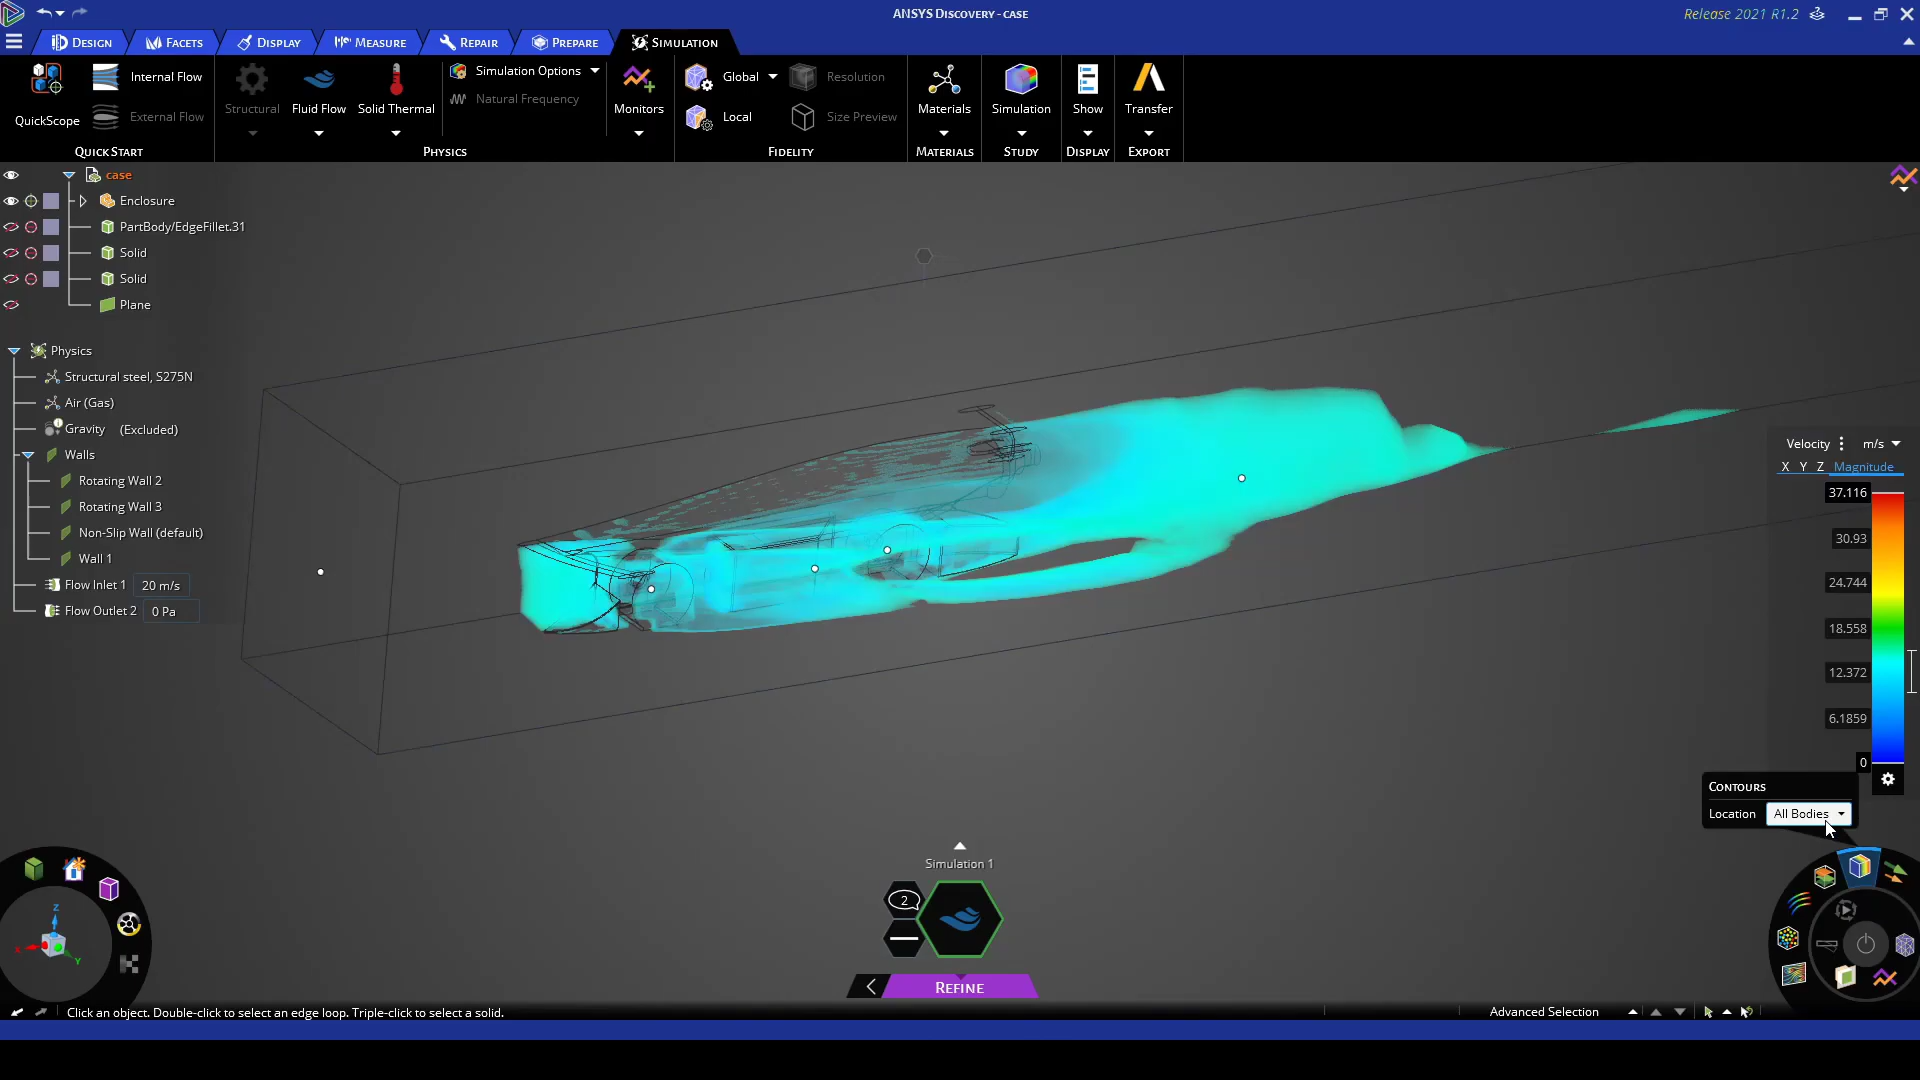 ANSYS Discovery - case
Release 2021 R1.2
Design
Facets
Display
Measure
Repair
Prepare
Simulation
QuickScope
Internal Flow
External Flow
Quick Start
Structural
Fluid Flow
Solid Thermal
Simulation Options
Natural Frequency
Physics
Monitors
Global
Local
Resolution
Size Preview
Fidelity
Materials
Materials
Simulation
Study
Show
Display
Transfer
Export
case
Enclosure
PartBody/EdgeFillet.31
Solid
Solid
Plane
Physics
Structural steel, S275N
Air (Gas)
Gravity (Excluded)
Walls
Rotating Wall 2
Rotating Wall 3
Non-Slip Wall (default)
Wall 1
Flow Inlet 1 20 m/s
Flow Outlet 2 0 Pa
Velocity m/s
X Y Z Magnitude
37.116
30.93
24.744
18.558
12.372
6.1859
0
Contours
Location All Bodies
Simulation 1
2
Refine
Z
X
Y
Click an object. Double-click to select an edge loop. Triple-click to select a solid.
Advanced Selection